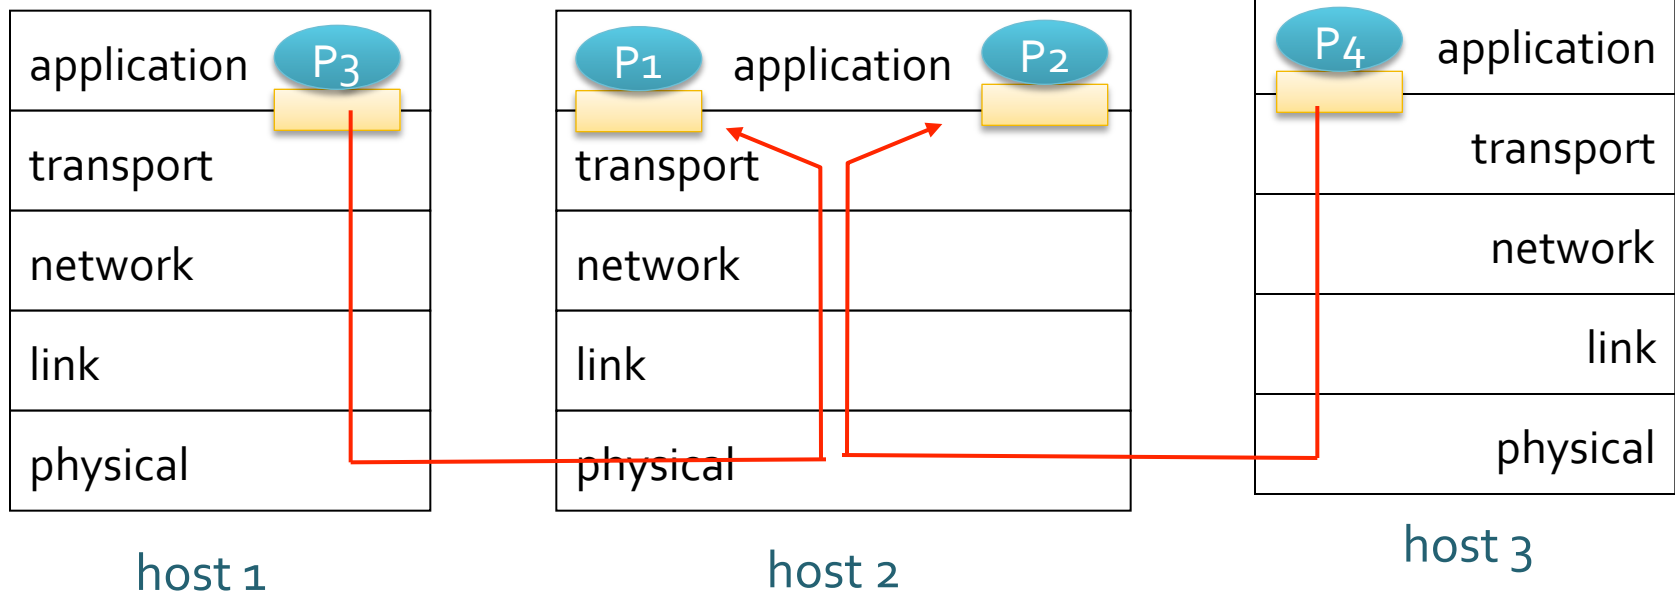 application P3
transport
network
link
physical
host 1
P1 application P2
transport
network
link
physical
host 2
P4 application
transport
network
link
physical
host 3